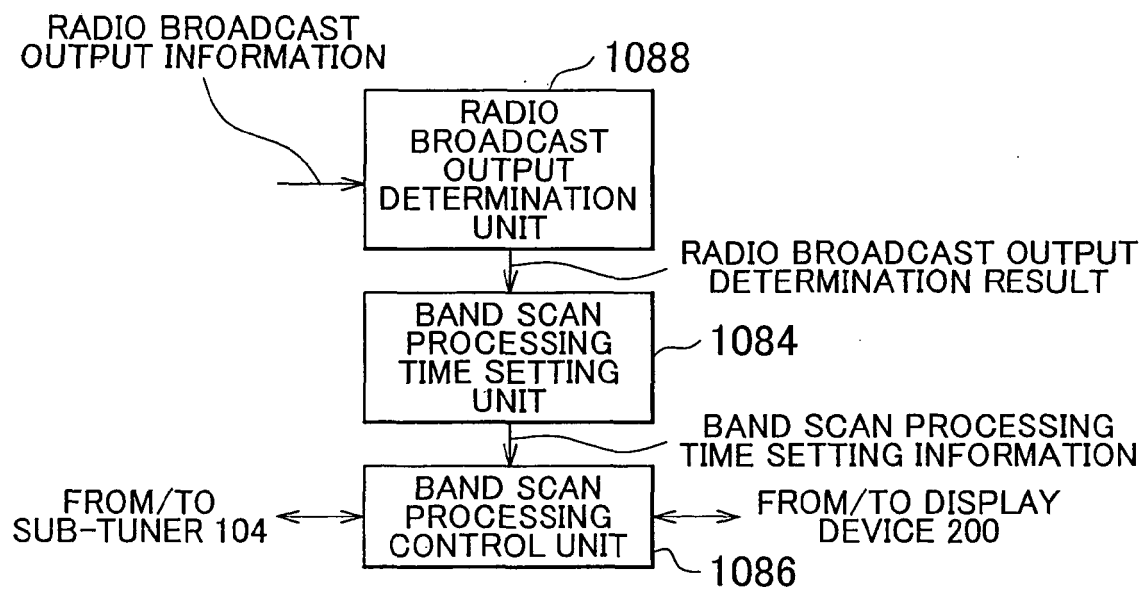 RADIO BROADCAST
OUTPUT INFORMATION
1088
RADIO
BROADCAST
OUTPUT
DETERMINATION
UNIT
RADIO BROADCAST OUTPUT
DETERMINATION RESULT
BAND SCAN
PROCESSING
TIME SETTING
UNIT
1084
BAND SCAN PROCESSING
TIME SETTING INFORMATION
FROM/TO
SUB-TUNER 104
BAND SCAN
PROCESSING
CONTROL UNIT
FROM/TO DISPLAY
DEVICE 200
1086